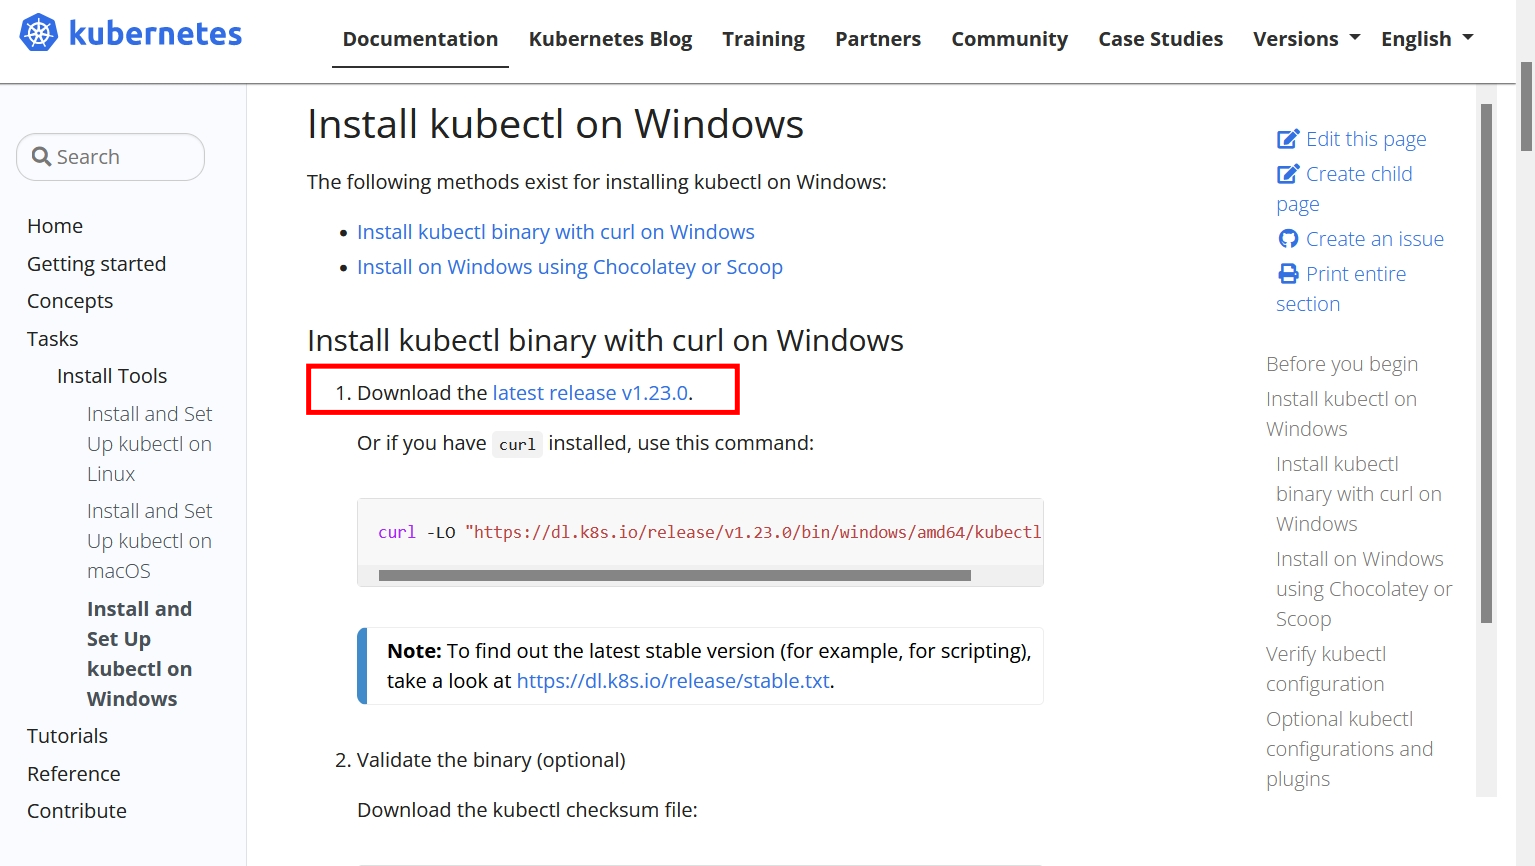 kubernetes
Documentation
Kubernetes Blog
Training
Partners
Community
Case Studies
Versions
English
Search
Home
Getting started
Concepts
Tasks
Install Tools
Install and Set
Up kubectl on
Linux
Install and Set
Up kubectl on
macOS
Install and
Set Up
kubectl on
Windows
Tutorials
Reference
Contribute
Install kubectl on Windows
The following methods exist for installing kubectl on Windows:
• Install kubectl binary with curl on Windows
• Install on Windows using Chocolatey or Scoop
Install kubectl binary with curl on Windows
1. Download the latest release v1.23.0.
Or if you have curl installed, use this command:
curl -LO "https://dl.k8s.io/release/v1.23.0/bin/windows/amd64/kubectl
Note: To find out the latest stable version (for example, for scripting),
take a look at https://dl.k8s.io/release/stable.txt.
2. Validate the binary (optional)
Download the kubectl checksum file:
Edit this page
Create child
page
Create an issue
Print entire
section
Before you begin
Install kubectl on
Windows
Install kubectl
binary with curl on
Windows
Install on Windows
using Chocolatey or
Scoop
Verify kubectl
configuration
Optional kubectl
configurations and
plugins